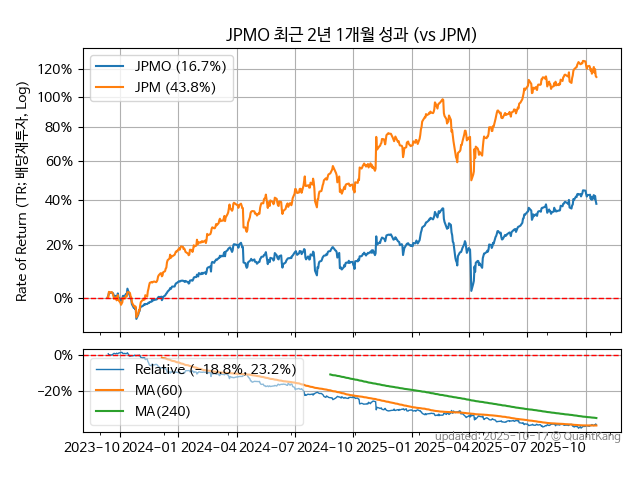 JPMO 최근 2년 1개월 성과 (vs JPM)
Rate of Return (TR: 배당재투자, Log)
JPMO (16.7%)
JPM (43.8%)
120%
100%
80%
60%
40%
20%
0%
0%
−20%
Relative (−18.8%, 23.2%)
MA(60)
MA(240)
updated: 2025-10-17 © QuantKang
2023-10 2024-01 2024-04 2024-07 2024-10 2025-01 2025-04 2025-07 2025-10